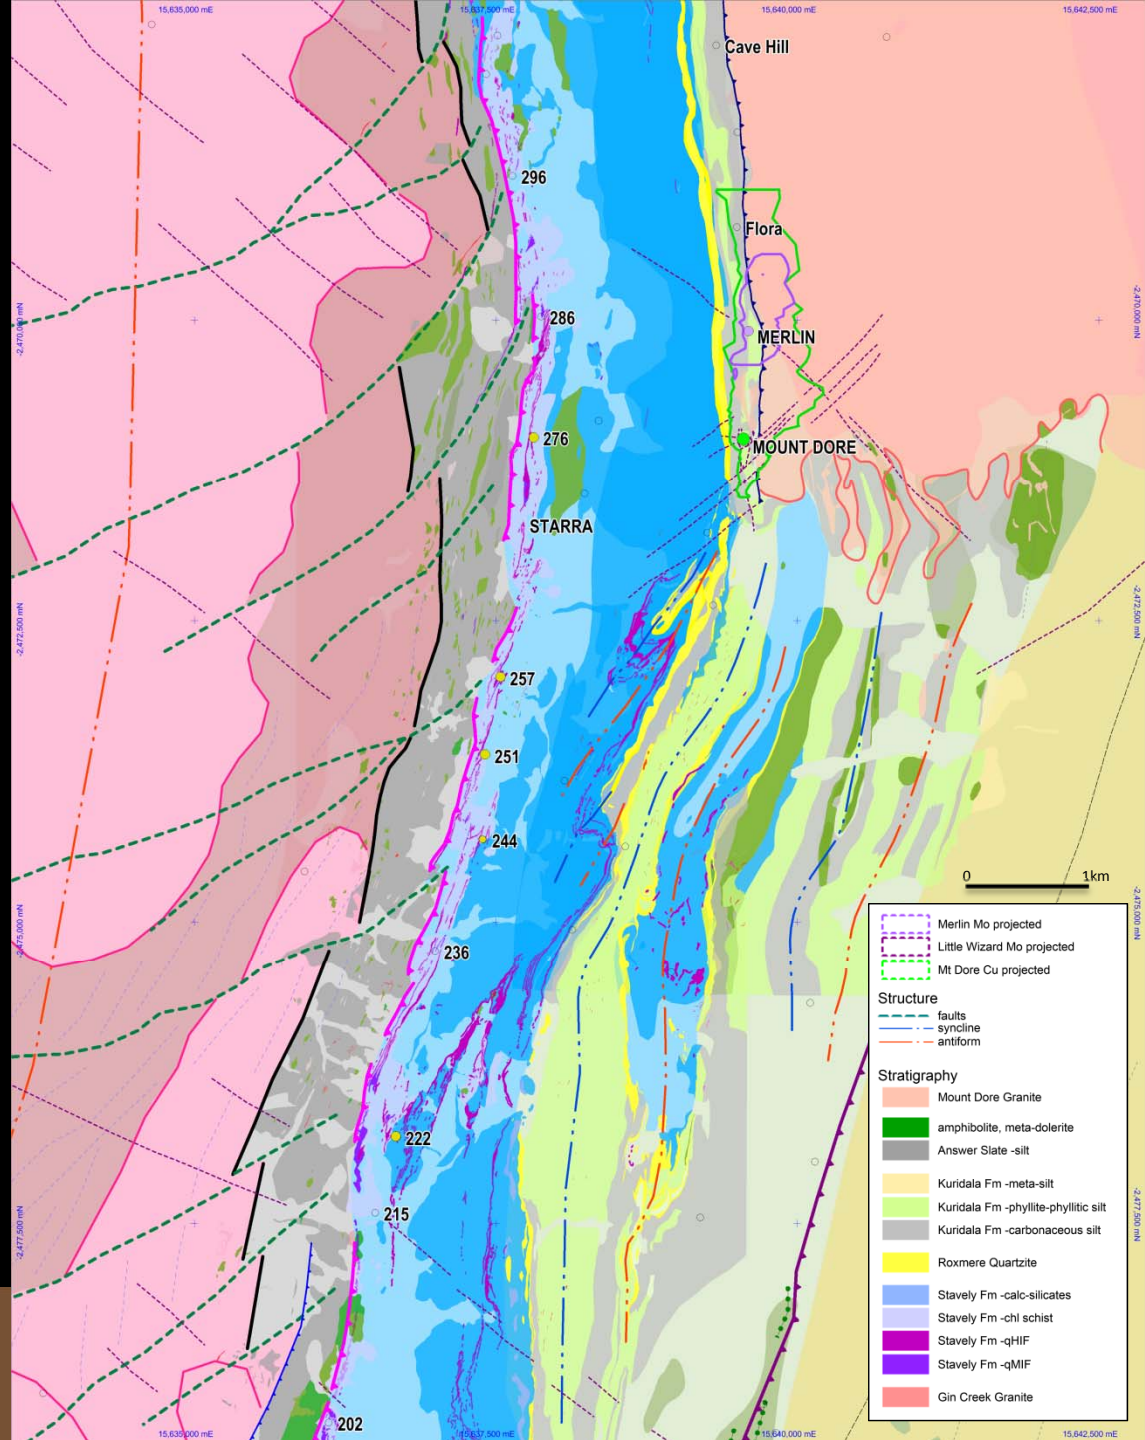 15,635,000 mE
15,637,500 mE
15,640,000 mE
15,642,500 mE
Cave Hill
296
Flora
-2,470,000 mN
286
-2,470,000 mN
MERLIN
276
MOUNT DORE
STARRA
-2,472,500 mN
-2,472,500 mN
257
251
244
0 1km
-2,475,000 mN
-2,475,000 mN
236
Merlin Mo projected
Little Wizard Mo projected
Mt Dore Cu projected
Structure
faults
syncline
antiform
Stratigraphy
Mount Dore Granite
amphibolite, meta-dolerite
Answer Slate -silt
Kuridala Fm -meta-silt
Kuridala Fm -phyllite-phyllitic silt
Kuridala Fm -carbonaceous silt
Roxmere Quartzite
Stavely Fm -calc-silicates
Stavely Fm -chl schist
Stavely Fm -qHIF
Stavely Fm -qMIF
Gin Creek Granite
222
215
-2,477,500 mN
-2,477,500 mN
202
15,635,000 mE
15,637,500 mE
15,640,000 mE
15,642,500 mE